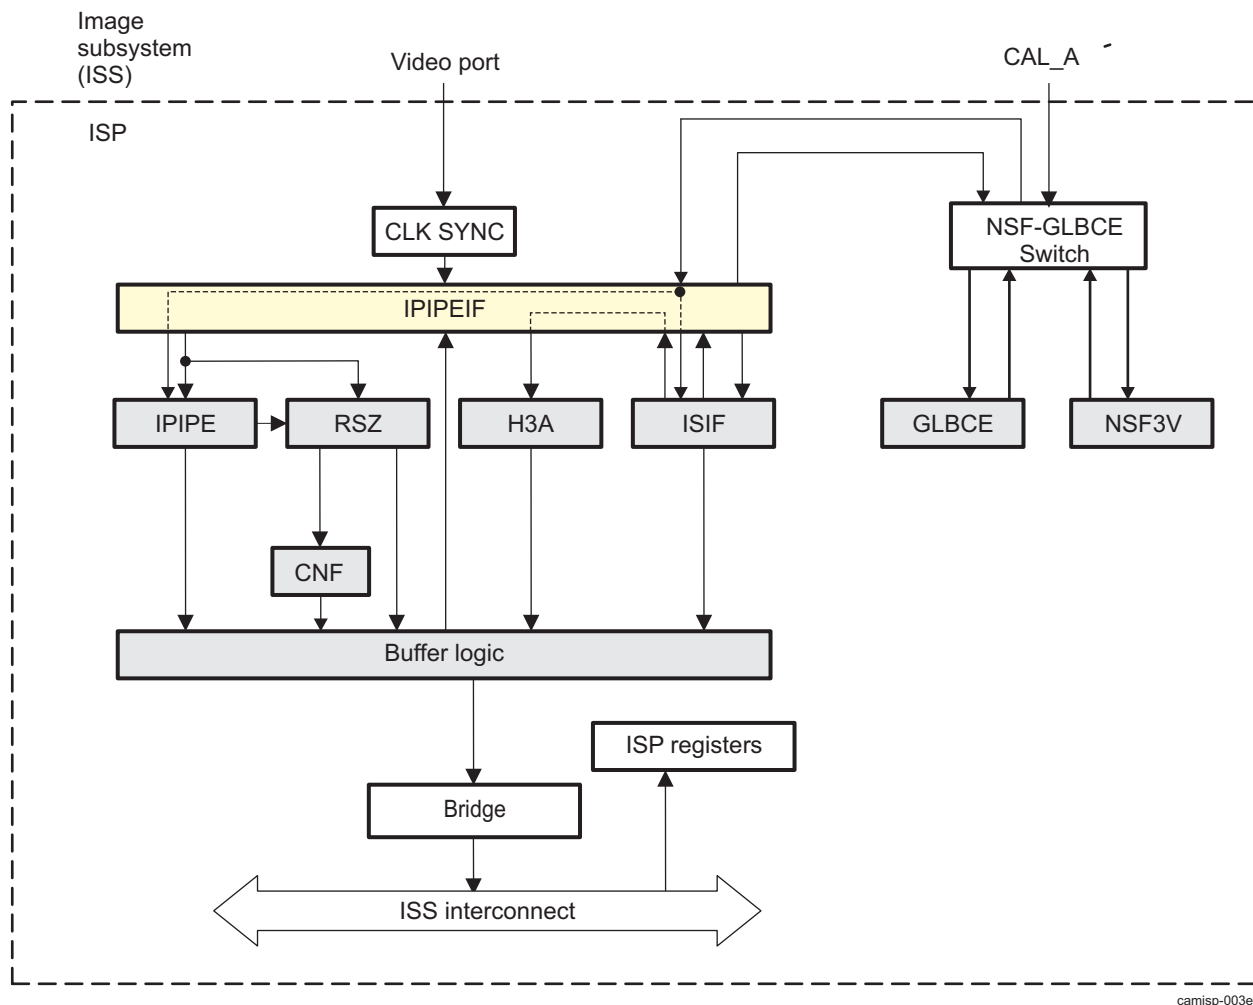 Image
subsystem
(ISS)
Video port
CAL_A
ISP
CLK SYNC
NSF-GLBCE
Switch
IPIPEIF
IPIPE
RSZ
H3A
ISIF
GLBCE
NSF3V
CNF
Buffer logic
ISP registers
Bridge
ISS interconnect
camisp-003e